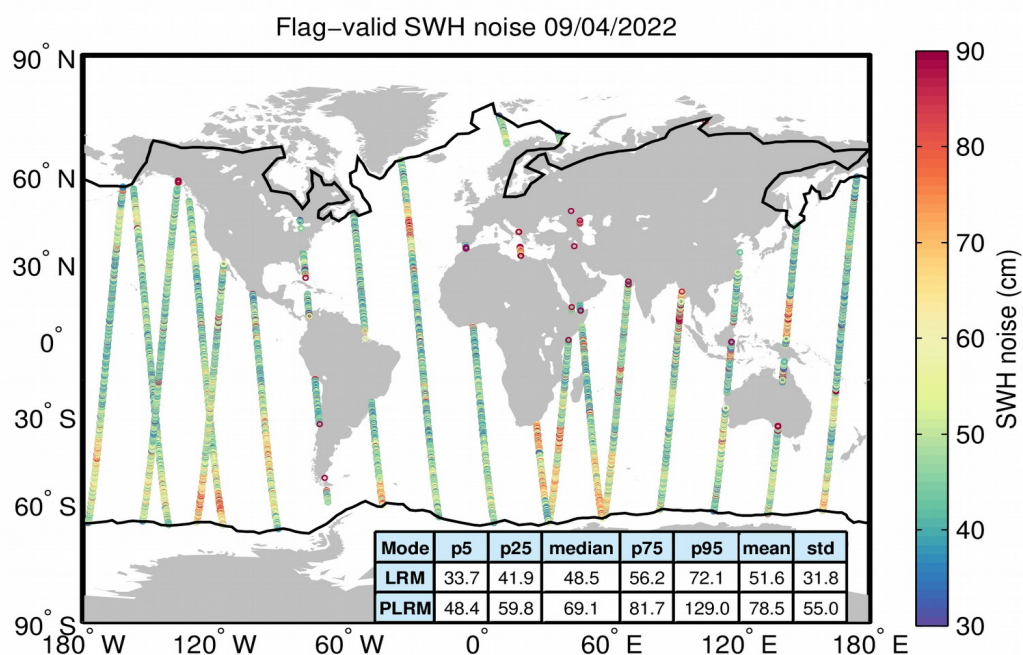 Flag−valid SWH noise 09/04/2022
90° N
60° N
30° N
0°
30° S
60° S
90° S
180° W
120° W
60° W
0°
60° E
120° E
180° E
90
80
70
60
50
40
30
SWH noise (cm)
Mode p5 p25 median p75 p95 mean std
LRM 33.7 41.9 48.5 56.2 72.1 51.6 31.8
PLRM 48.4 59.8 69.1 81.7 129.0 78.5 55.0